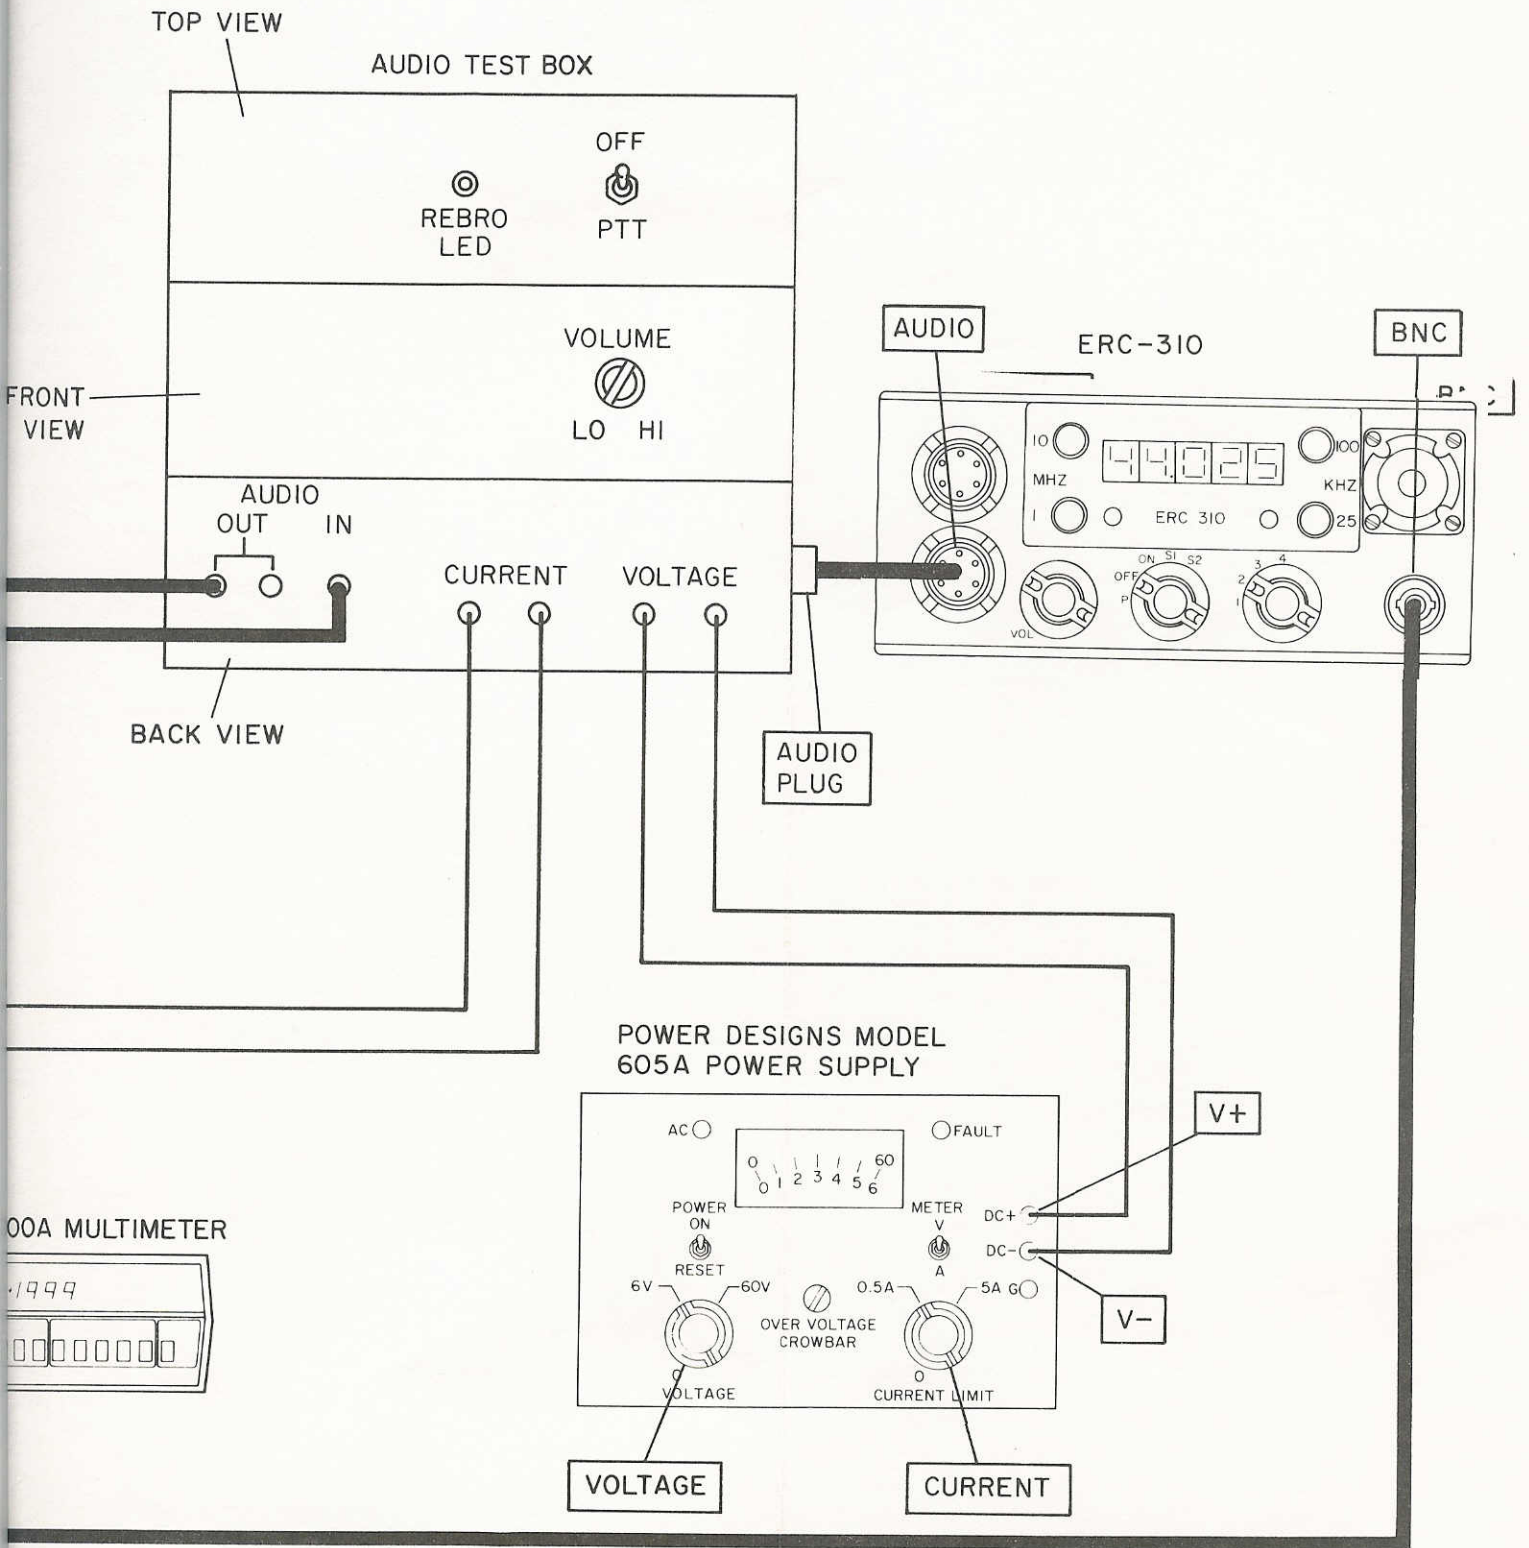 TOP VIEW
AUDIO TEST BOX
OFF
REBRO
LED
PTT
VOLUME
LO HI
FRONT
VIEW
AUDIO
OUT IN
CURRENT VOLTAGE
BACK VIEW
AUDIO
PLUG
AUDIO
ERC-310
BNC
10
MHZ
1
44.025
100
KHZ
25
ERC 310
VOL
P
OFF
ON
S1
S2
1
2
3
4
POWER DESIGNS MODEL
605A POWER SUPPLY
AC
FAULT
0 60
0 1 2 3 4 5 6
POWER
ON
RESET
METER
V
A
DC+
DC-
G
6V 60V
0.5A 5A
OVER VOLTAGE
CROWBAR
0
VOLTAGE
0
CURRENT LIMIT
V+
V-
VOLTAGE
CURRENT
00A MULTIMETER
.1999